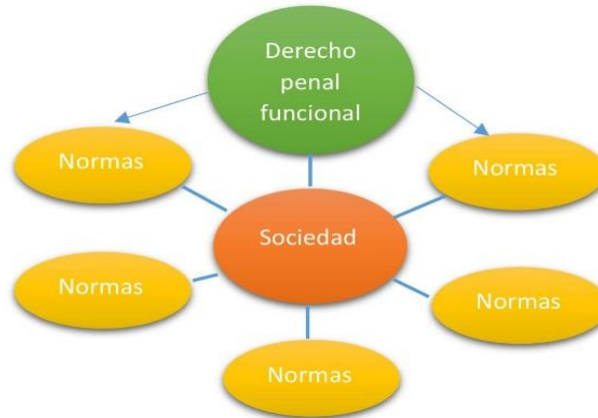 Derecho
penal
funcional
Normas
Normas
Sociedad
Normas
Normas
Normas